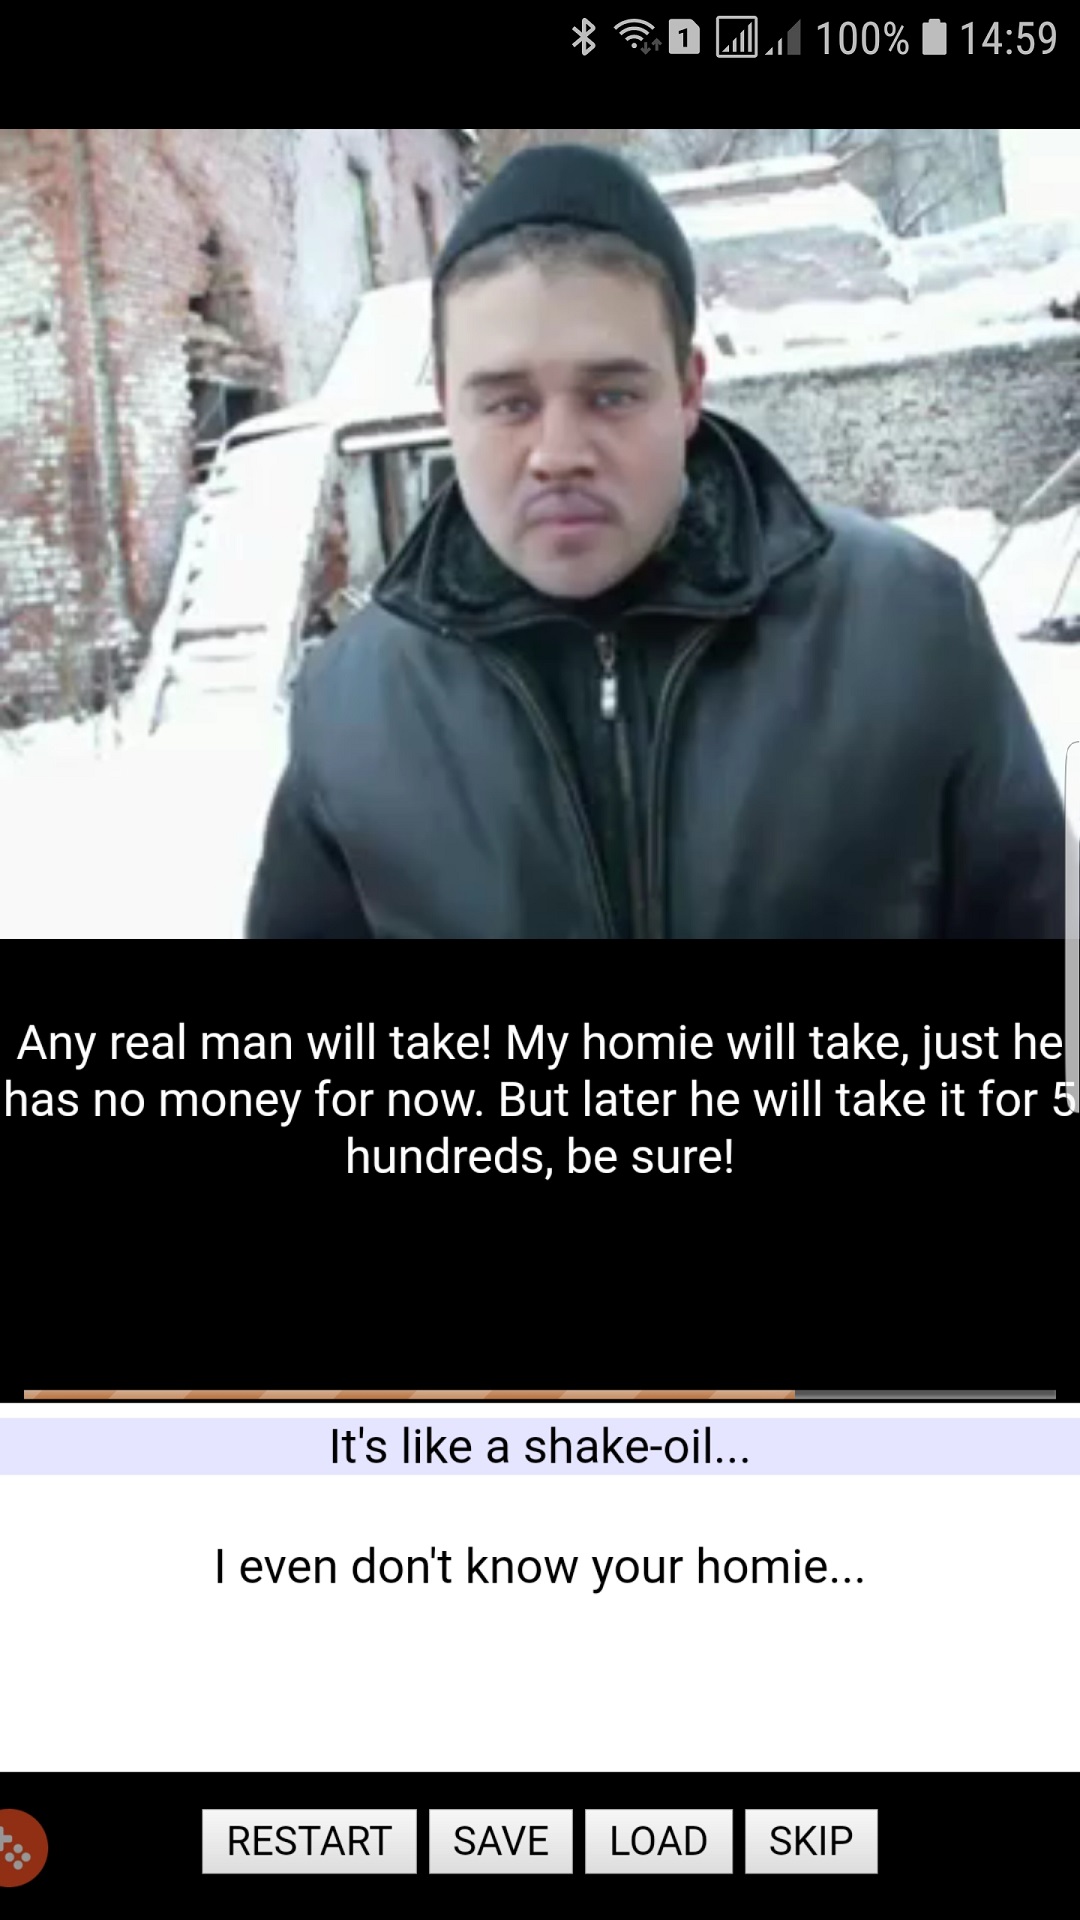 1 100% 14:59
Any real man will take! My homie will take, just he
has no money for now. But later he will take it for 5
hundreds, be sure!
It's like a shake-oil...
I even don't know your homie...
RESTART SAVE LOAD SKIP